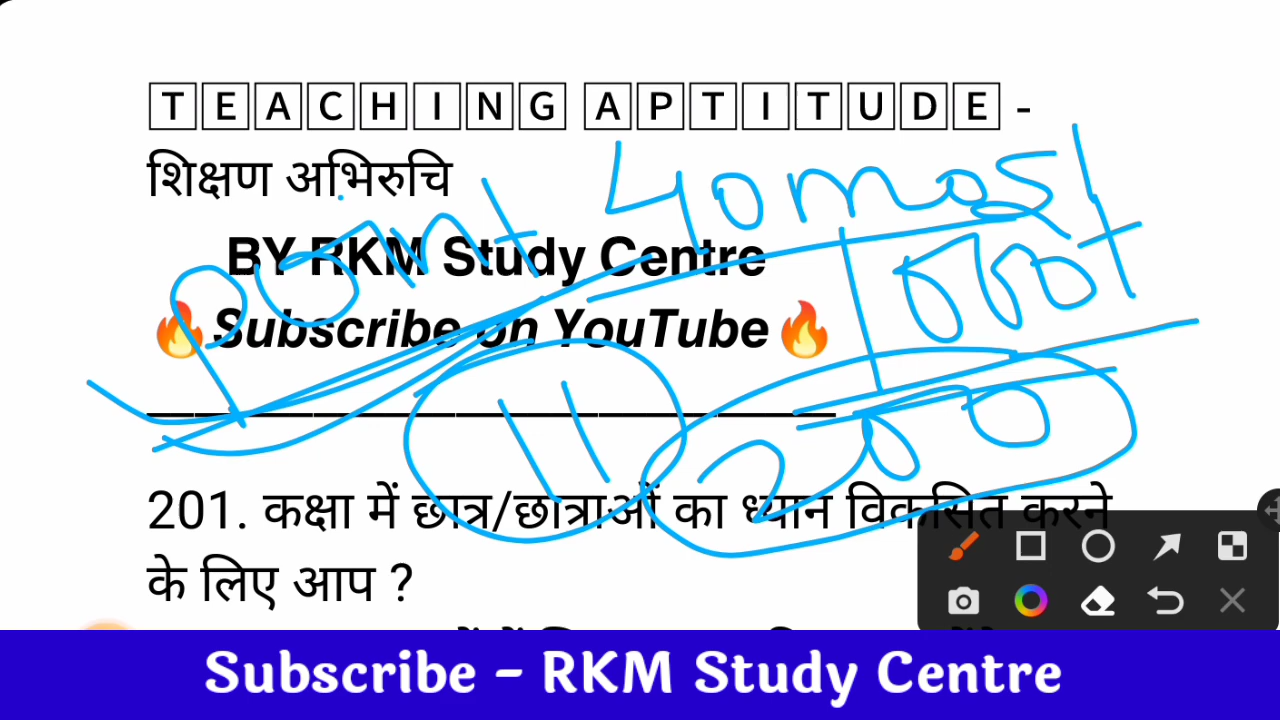 TEACHING APTITUDE -
शिक्षण अभिरुचि
40 most
BY RKM Study Centre
point
🔥Subscribe on YouTube🔥
11
200
201. कक्षा में छात्र/छात्राओं का ध्यान विकसित करने
के लिए आप ?
Subscribe - RKM Study Centre